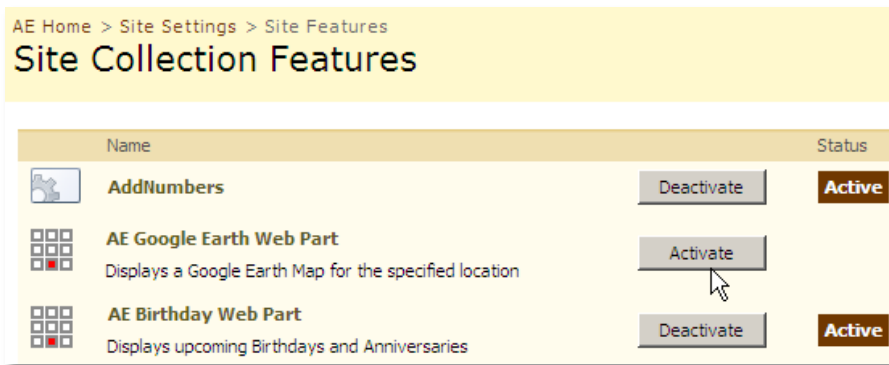 AE Home > Site Settings > Site Features
Site Collection Features
Name Status
AddNumbers Deactivate Active
AE Google Earth Web Part
Displays a Google Earth Map for the specified location
Activate
AE Birthday Web Part
Displays upcoming Birthdays and Anniversaries
Deactivate Active